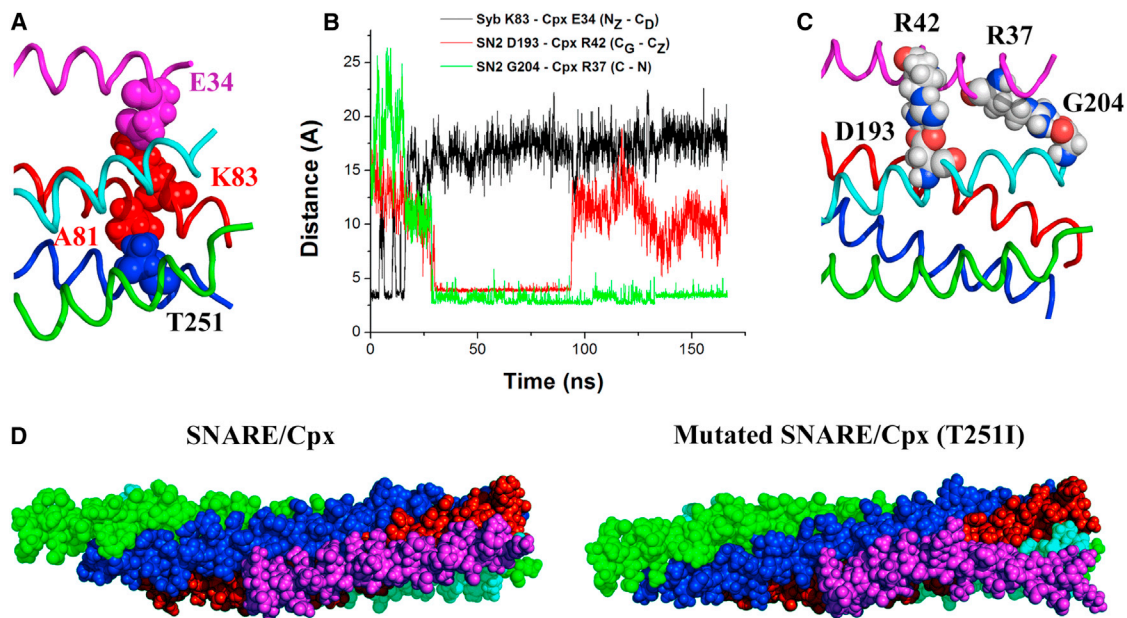 A
E34
K83
A81
T251
B
Syb K83 - Cpx E34 (NZ - CD)
SN2 D193 - Cpx R42 (CG - CZ)
SN2 G204 - Cpx R37 (C - N)
Distance (A)
25
20
15
10
5
0
0
50
100
150
Time (ns)
C
R42
R37
G204
D193
D
SNARE/Cpx
Mutated SNARE/Cpx (T251I)